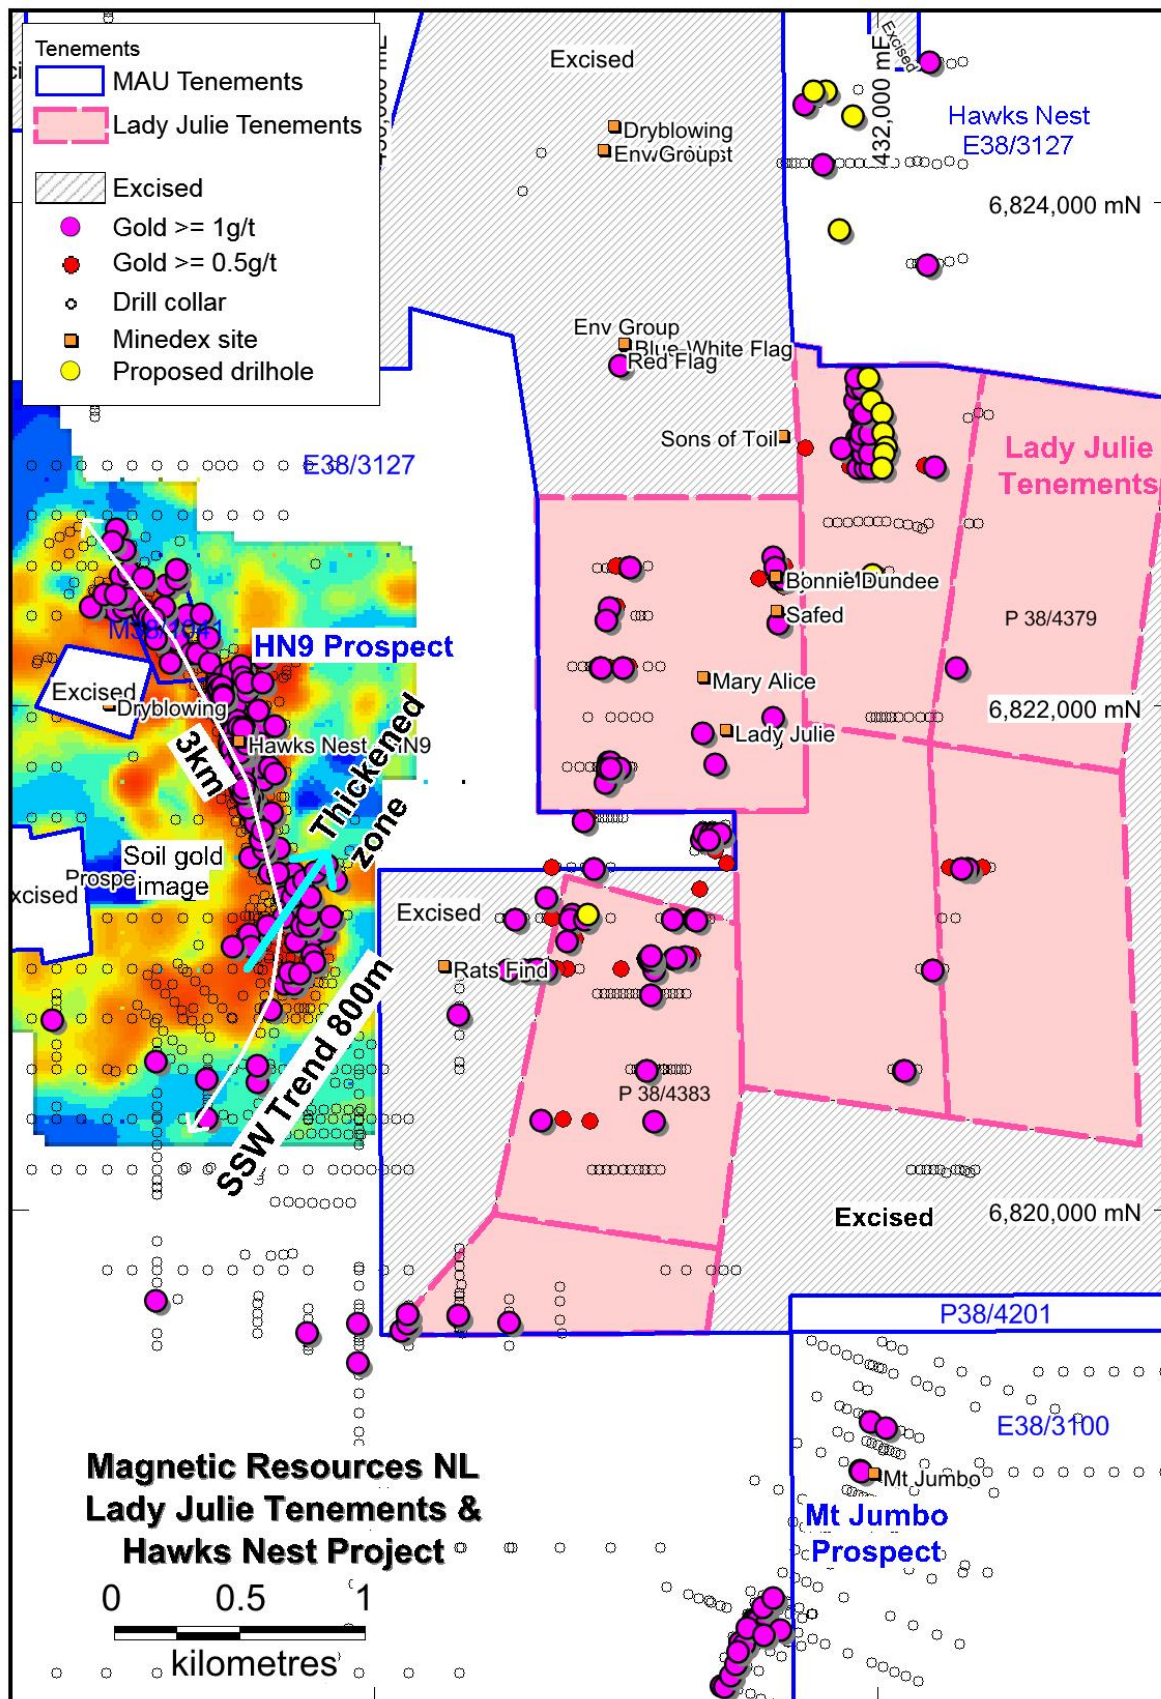 Tenements
MAU Tenements
Lady Julie Tenements
Excised
Gold >= 1g/t
Gold >= 0.5g/t
Drill collar
Minedex site
Proposed drillhole
Excised
Excised
432,000 mE
Hawks Nest
E38/3127
Dryblowing
6,824,000 mN
Env Group
Blue-White Flag
Red Flag
Sons of Toil
Lady Julie
Tenements
E38/3127
Bonnie Dundee
Safed
P 38/4379
HN9 Prospect
Excised
Dryblowing
Mary Alice
6,822,000 mN
Lady Julie
Hawks Nest
3km
Thickened
zone
Soil gold
image
Excised
Rats Find
SSW Trend 800m
P 38/4383
Excised
6,820,000 mN
P38/4201
E38/3100
Mt Jumbo
Mt Jumbo
Prospect
Magnetic Resources NL
Lady Julie Tenements &
Hawks Nest Project
0 0.5 1
kilometres